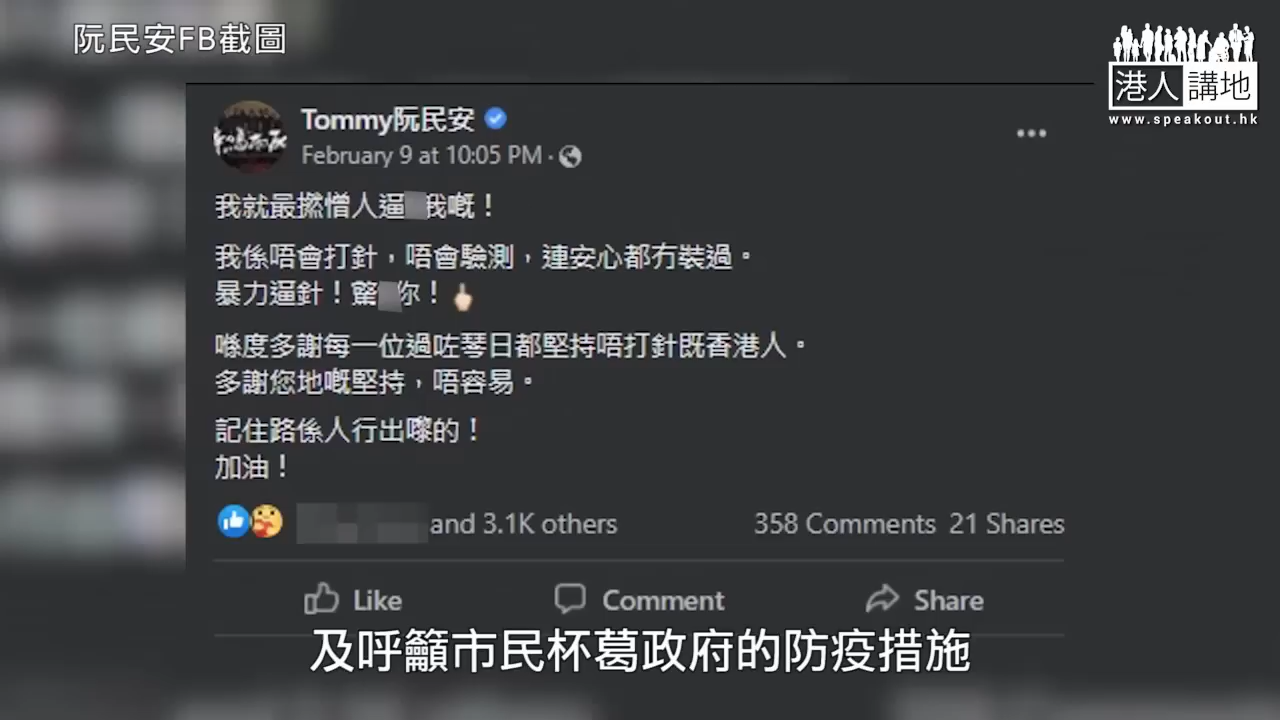 阮民安FB截圖
港人講地
www.speakout.hk
Tommy阮民安
February 9 at 10:05 PM
我就最撚憎人逼我嘅！
我係唔會打針，唔會驗測，連安心都冇裝過。
暴力逼針！驚你！
喺度多謝每一位過咗琴日都堅持唔打針既香港人。
多謝您地嘅堅持，唔容易。
記住路係人行出嚟的！
加油！
and 3.1K others
358 Comments 21 Shares
Like
Comment
Share
及呼籲市民杯葛政府的防疫措施